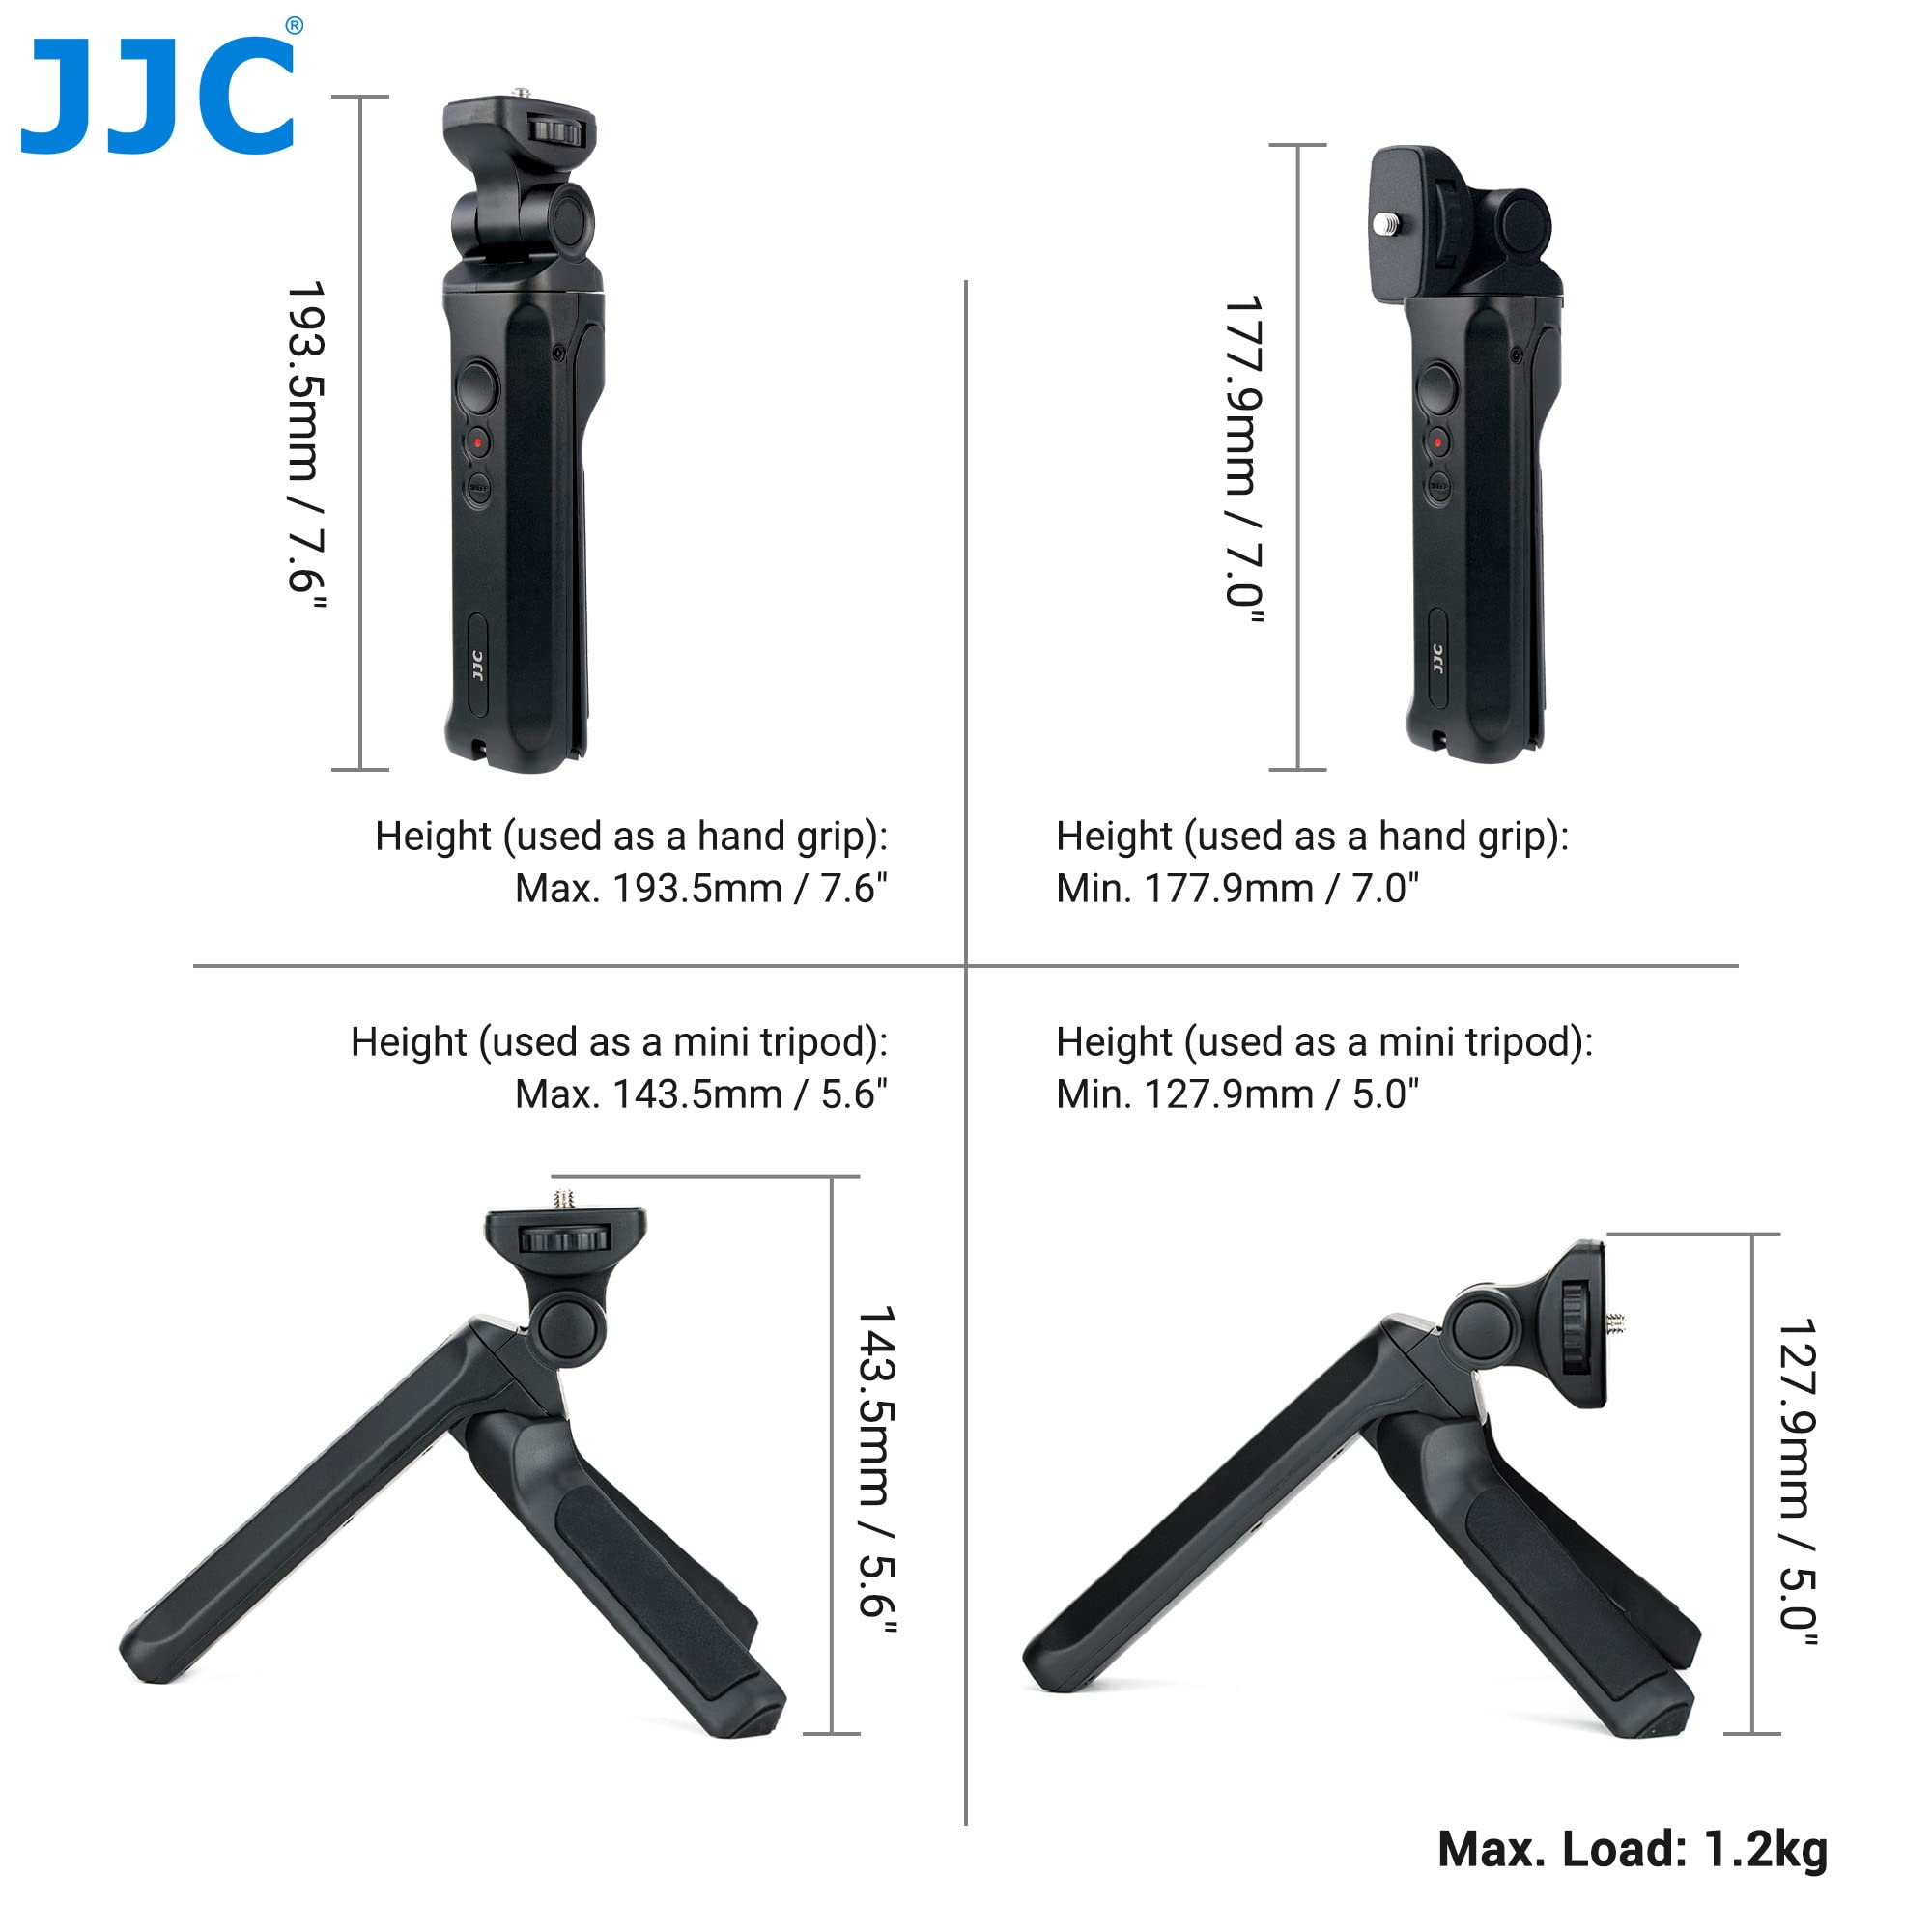 JJC®
193.5mm / 7.6"
JJC
Height (used as a hand grip):
Max. 193.5mm / 7.6"
177.9mm / 7.0"
JJC
Height (used as a hand grip):
Min. 177.9mm / 7.0"
Height (used as a mini tripod):
Max. 143.5mm / 5.6"
143.5mm / 5.6"
Height (used as a mini tripod):
Min. 127.9mm / 5.0"
127.9mm / 5.0"
Max. Load: 1.2kg